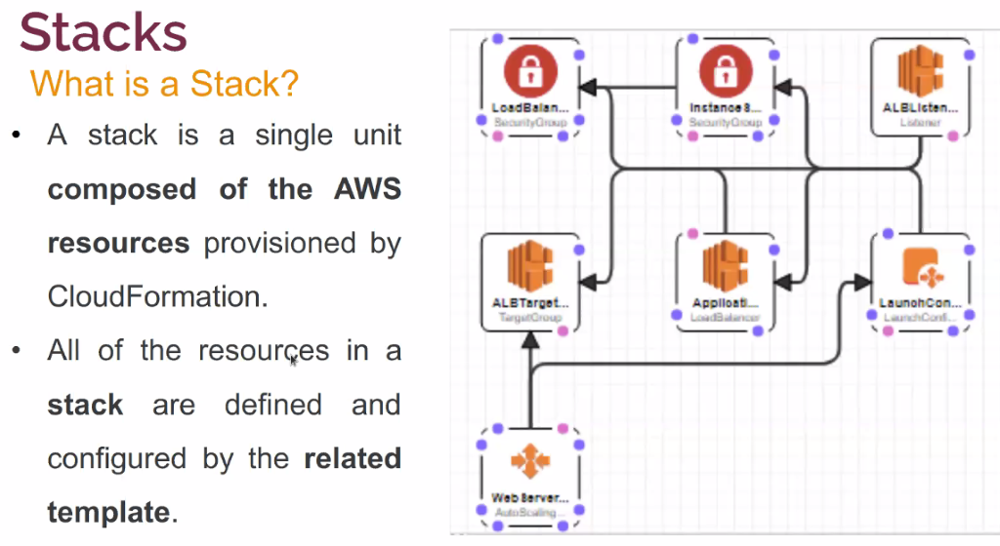 Stacks
What is a Stack?
• A stack is a single unit
composed of the AWS
resources provisioned by
CloudFormation.
• All of the resources in a
stack are defined and
configured by the related
template.
LoadBalan...
SecurityGroup
Instance S...
SecurityGroup
ALBListen...
Listener
ALBTarget...
TargetGroup
Applicati...
LoadBalancer
LaunchCon...
LaunchConfi...
WebServer...
AutoScaling...